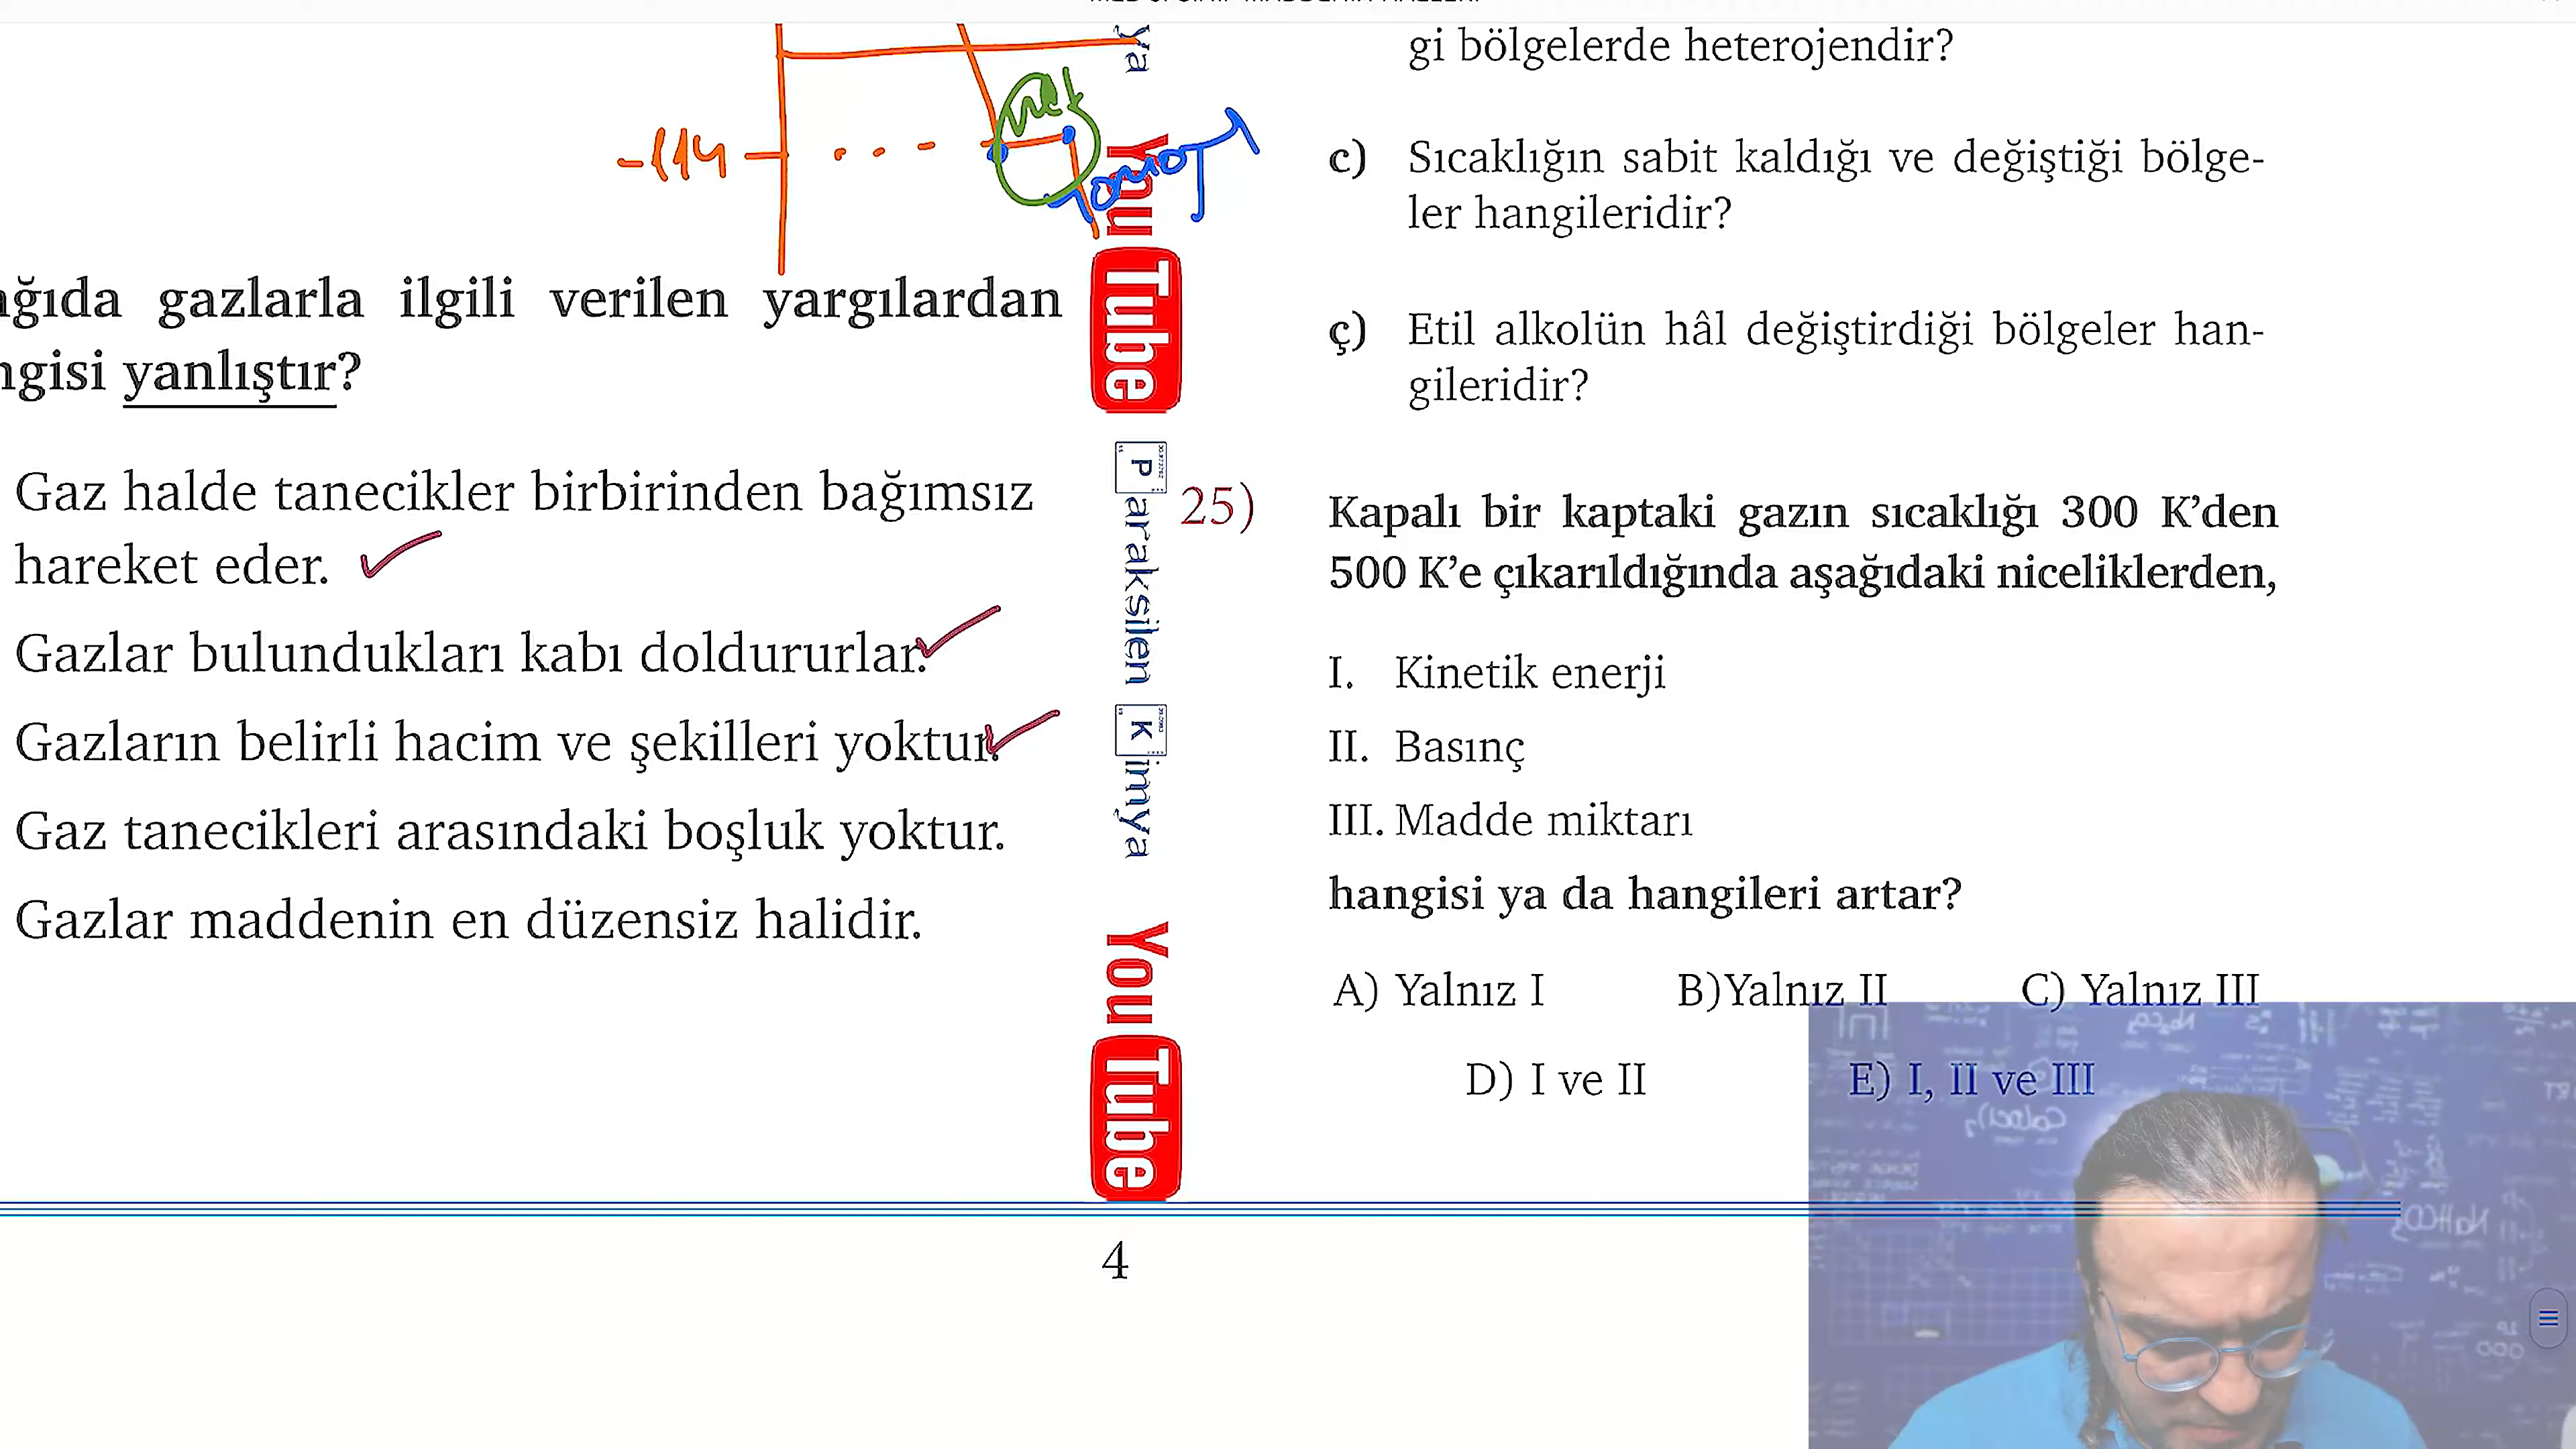 -114
ağıda gazlarla ilgili verilen yargılardan
ngisi yanlıştır?
Gaz halde tanecikler birbirinden bağımsız
hareket eder.
Gazlar bulundukları kabı doldururlar.
Gazların belirli hacim ve şekilleri yoktur.
Gaz tanecikleri arasındaki boşluk yoktur.
Gazlar maddenin en düzensiz halidir.
ya
YouTube
Paraksilen Kimya
YouTube
gi bölgelerde heterojendir?
c) Sıcaklığın sabit kaldığı ve değiştiği bölge-
ler hangileridir?
ç) Etil alkolün hâl değiştirdiği bölgeler han-
gileridir?
25) Kapalı bir kaptaki gazın sıcaklığı 300 K’den
500 K’e çıkarıldığında aşağıdaki niceliklerden,
I. Kinetik enerji
II. Basınç
III. Madde miktarı
hangisi ya da hangileri artar?
A) Yalnız I B)Yalnız II C) Yalnız III
D) I ve II E) I, II ve III
4